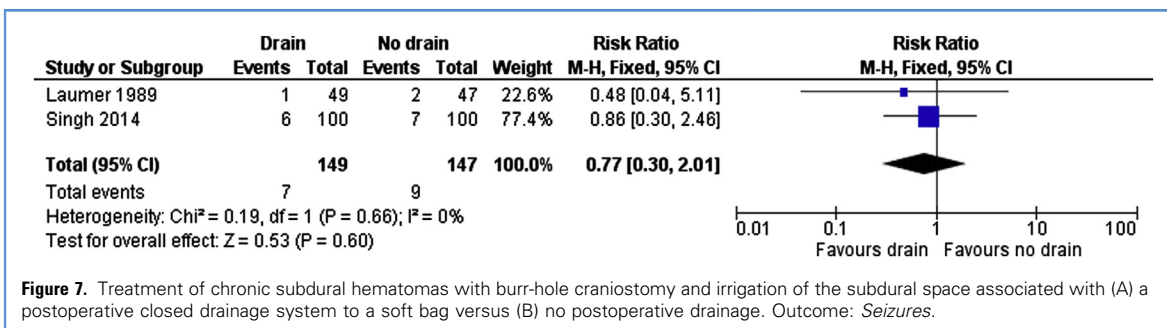 Drain No drain Risk Ratio Risk Ratio
Study or Subgroup Events Total Events Total Weight M-H, Fixed, 95% CI M-H, Fixed, 95% CI
Laumer 1989 1 49 2 47 22.6% 0.48 [0.04, 5.11]
Singh 2014 6 100 7 100 77.4% 0.86 [0.30, 2.46]
Total (95% CI) 149 147 100.0% 0.77 [0.30, 2.01]
Total events 7 9
Heterogeneity: Chi² = 0.19, df = 1 (P = 0.66); I² = 0%
Test for overall effect: Z = 0.53 (P = 0.60)
0.01 0.1 1 10 100
Favours drain Favours no drain
Figure 7. Treatment of chronic subdural hematomas with burr-hole craniostomy and irrigation of the subdural space associated with (A) a
postoperative closed drainage system to a soft bag versus (B) no postoperative drainage. Outcome: Seizures.